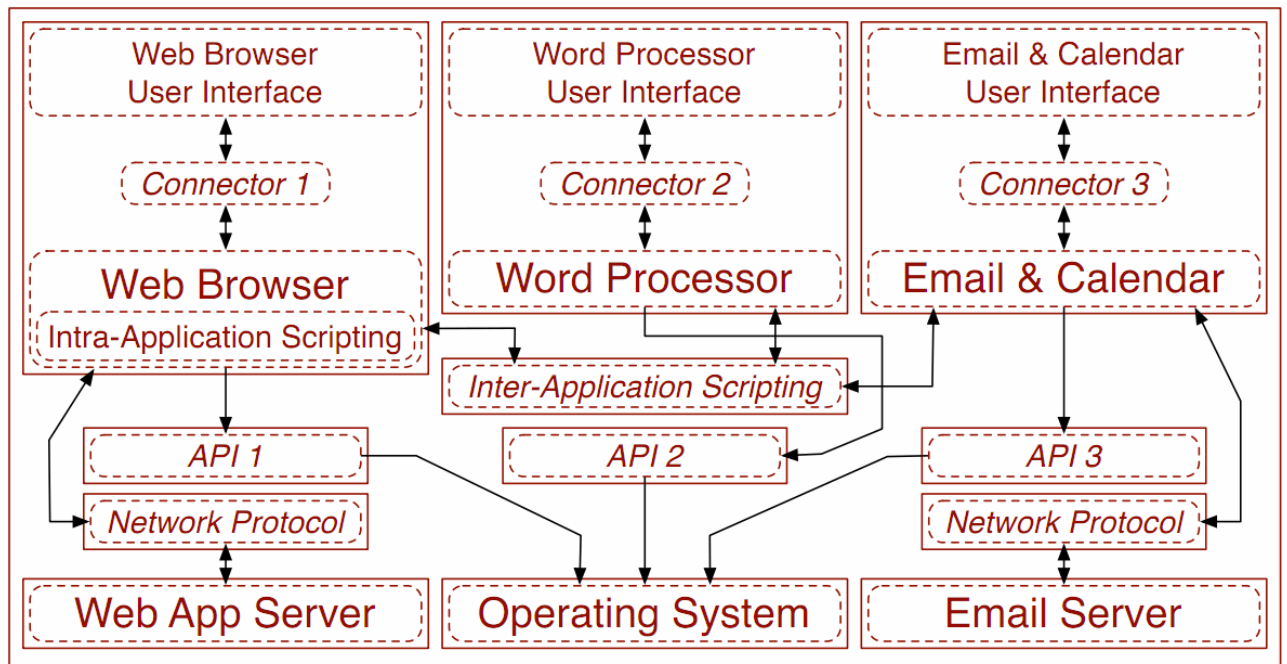 Web Browser
User Interface
Word Processor
User Interface
Email & Calendar
User Interface
Connector 1
Connector 2
Connector 3
Web Browser
Intra-Application Scripting
Word Processor
Email & Calendar
Inter-Application Scripting
API 1
API 2
API 3
Network Protocol
Network Protocol
Web App Server
Operating System
Email Server